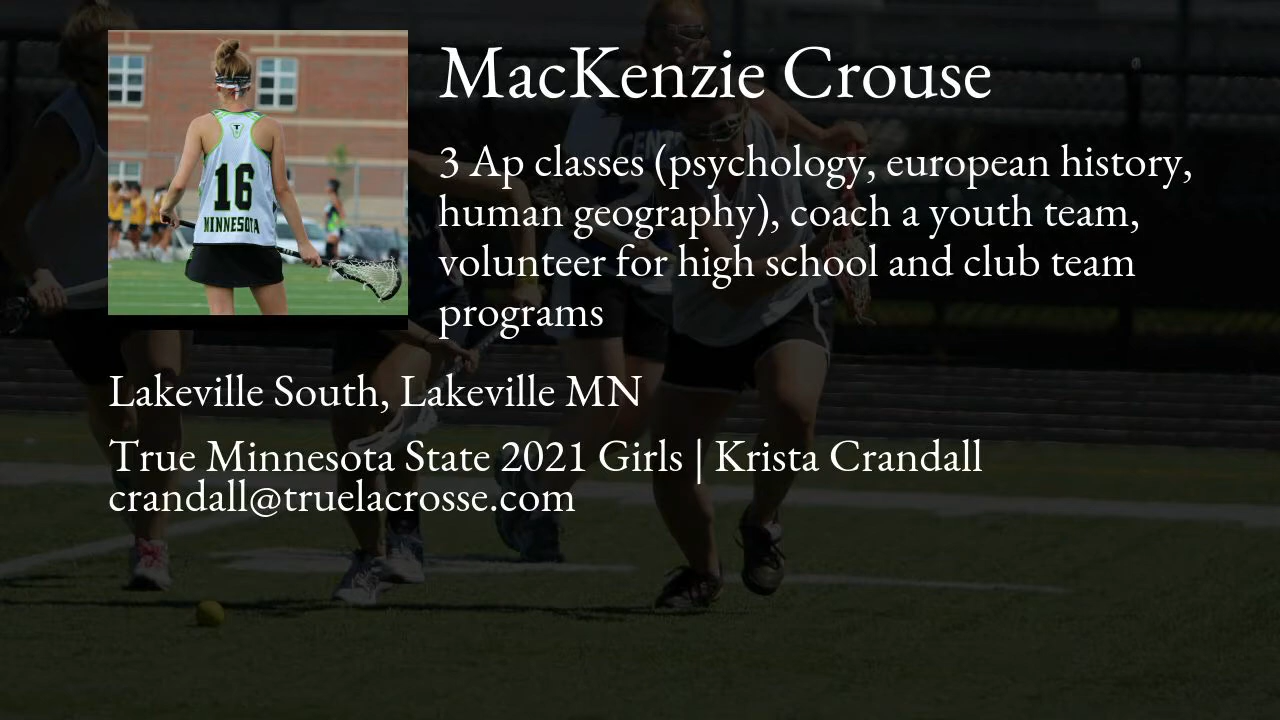 MacKenzie Crouse
3 Ap classes (psychology, european history,
human geography), coach a youth team,
volunteer for high school and club team
programs
16
MINNESOTA
Lakeville South, Lakeville MN
True Minnesota State 2021 Girls | Krista Crandall
crandall@truelacrosse.com